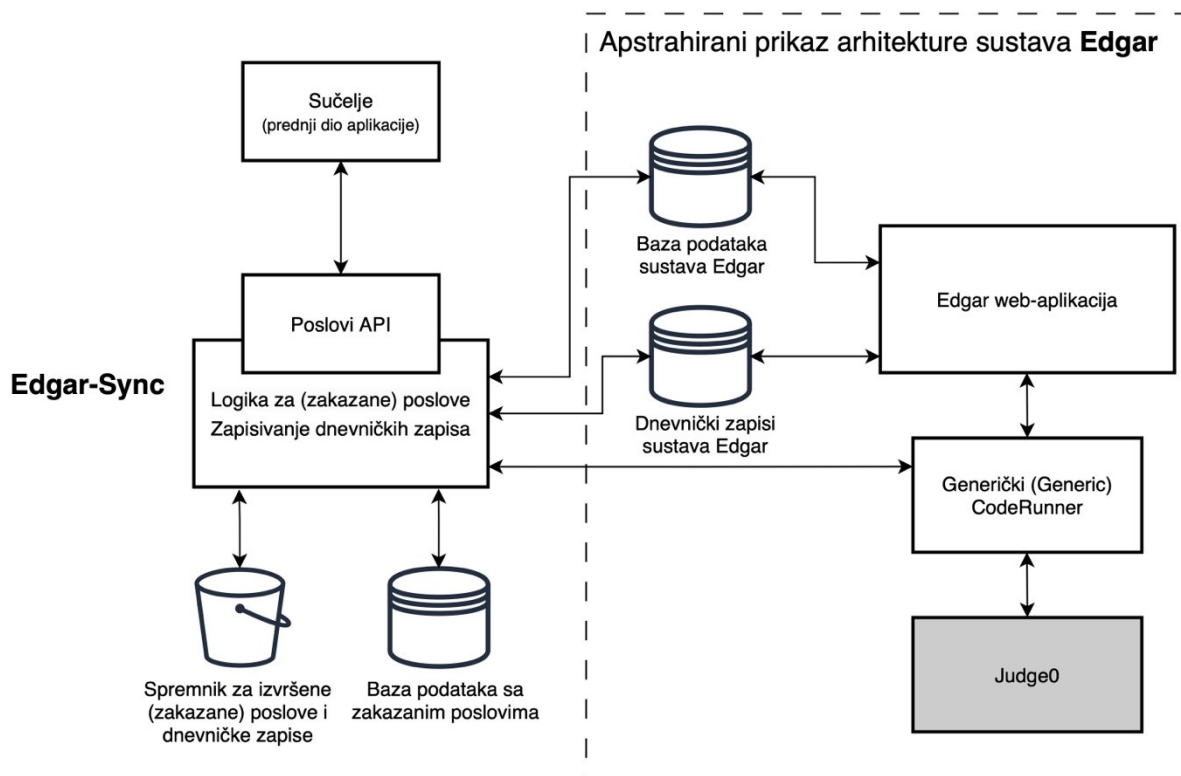 Apstrahirani prikaz arhitekture sustava Edgar
Sučelje
(prednji dio aplikacije)
Baza podataka
sustava Edgar
Edgar web-aplikacija
Poslovi API
Edgar-Sync
Logika za (zakazane) poslove
Zapisivanje dnevničkih zapisa
Dnevnički zapisi
sustava Edgar
Generički (Generic)
CodeRunner
Judge0
Spremnik za izvršene
(zakazane) poslove i
dnevničke zapise
Baza podataka sa
zakazanim poslovima